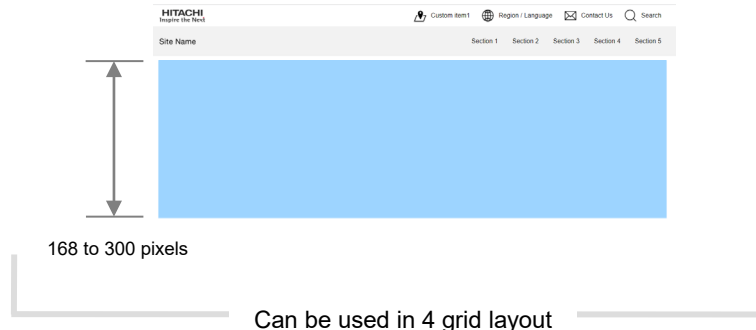 HITACHI
Inspire the Next
Custom item1 Region / Language Contact Us Search
Site Name Section 1 Section 2 Section 3 Section 4 Section 5
168 to 300 pixels
Can be used in 4 grid layout